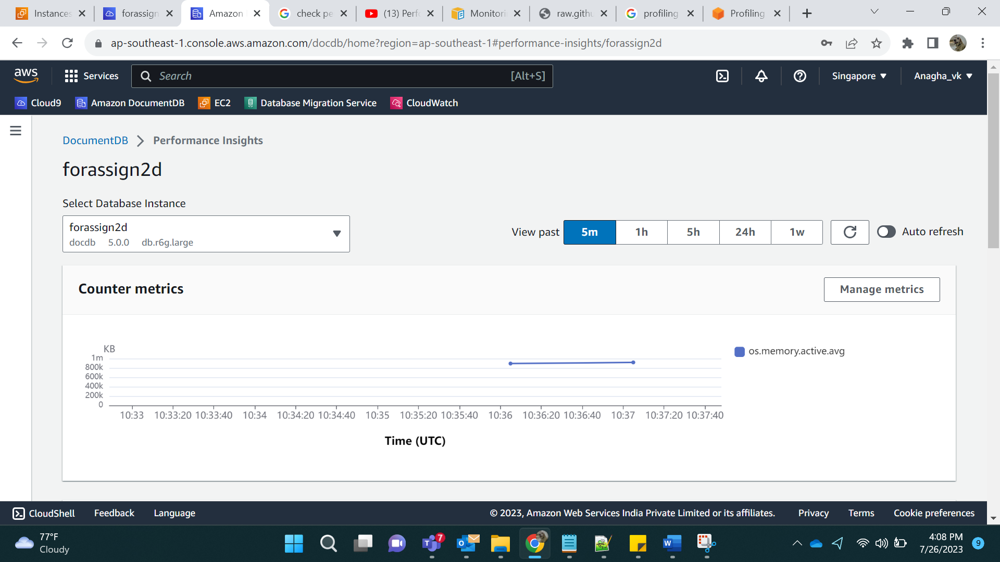 Instances
forassign
Amazon
check pe
(13) Perfo
Monitori
raw.githu
profiling
Profiling
ap-southeast-1.console.aws.amazon.com/docdb/home?region=ap-southeast-1#performance-insights/forassign2d
aws
Services
Search
[Alt+S]
Singapore
Anagha_vk
Cloud9
Amazon DocumentDB
EC2
Database Migration Service
CloudWatch
DocumentDB
Performance Insights
forassign2d
Select Database Instance
forassign2d
docdb 5.0.0 db.r6g.large
View past
5m
1h
5h
24h
1w
Auto refresh
Counter metrics
Manage metrics
KB
1m
800k
600k
400k
200k
0
os.memory.active.avg
10:33 10:33:20 10:33:40 10:34 10:34:20 10:34:40 10:35 10:35:20 10:35:40 10:36 10:36:20 10:36:40 10:37 10:37:20 10:37:40
Time (UTC)
CloudShell
Feedback
Language
© 2023, Amazon Web Services India Private Limited or its affiliates.
Privacy
Terms
Cookie preferences
77°F
Cloudy
7
4:08 PM
7/26/2023
9